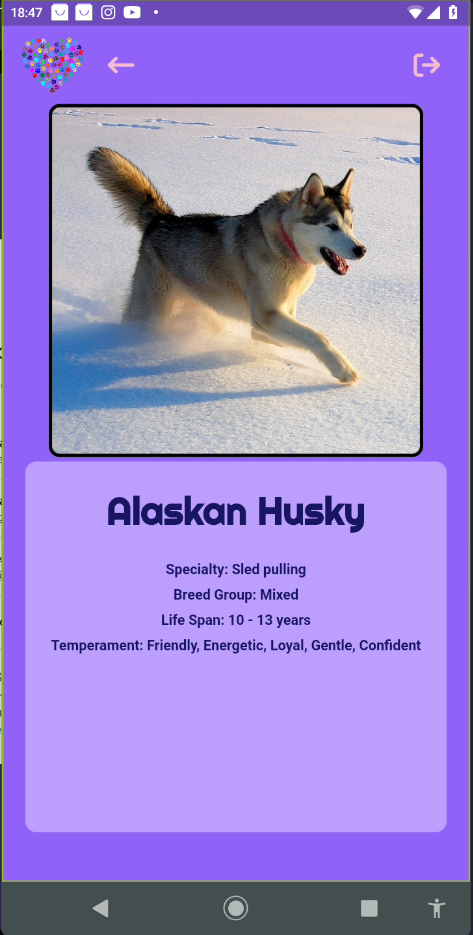 18:47
Alaskan Husky
Specialty: Sled pulling
Breed Group: Mixed
Life Span: 10 - 13 years
Temperament: Friendly, Energetic, Loyal, Gentle, Confident